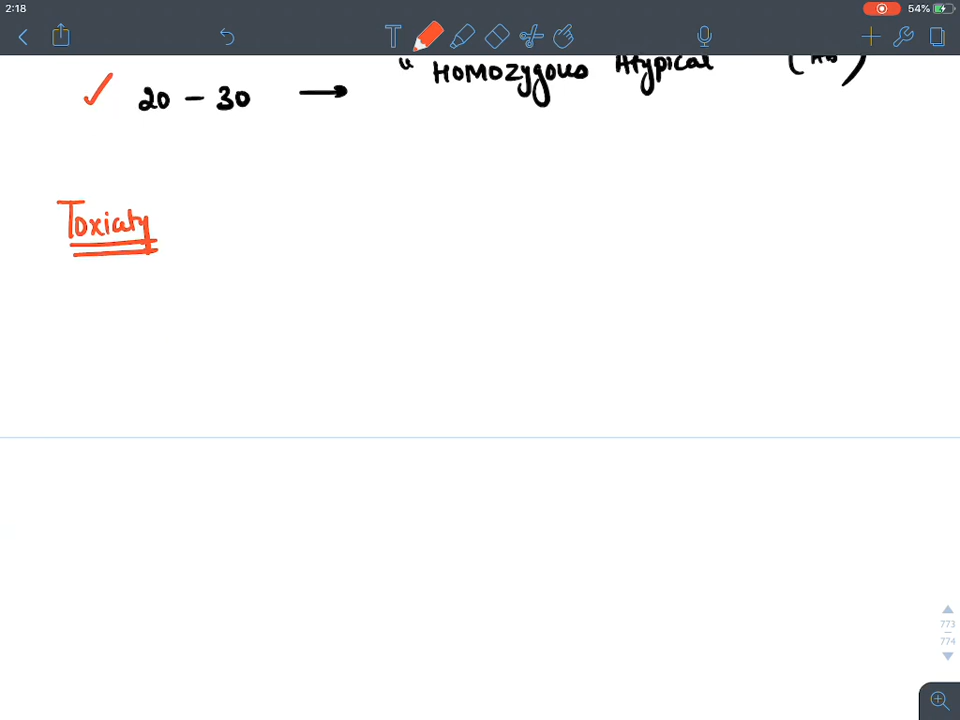 2:18
54%
T
Homozygous Atypical
20 - 30 →
Toxicity
773
774